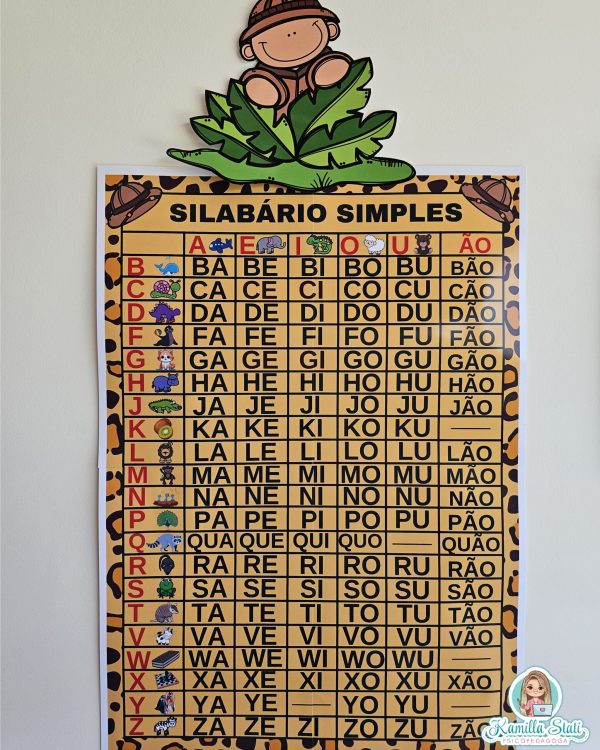 SILABÁRIO SIMPLES
A E I O U ÃO
B BA BE BI BO BU BÃO
C CA CE CI CO CU CÃO
D DA DE DI DO DU DÃO
F FA FE FI FO FU FÃO
G GA GE GI GO GU GÃO
H HA HE HI HO HU HÃO
J JA JE JI JO JU JÃO
K KA KE KI KO KU —
L LA LE LI LO LU LÃO
M MA ME MI MO MU MÃO
N NA NE NI NO NU NÃO
P PA PE PI PO PU PÃO
Q QUA QUE QUI QUO — QUÃO
R RA RE RI RO RU RÃO
S SA SE SI SO SU SÃO
T TA TE TI TO TU TÃO
V VA VE VI VO VU VÃO
W WA WE WI WO WU —
X XA XE XI XO XU XÃO
Y YA YE — YO YU —
Z ZA ZE ZI ZO ZU ZÃO
Kamilla Stali
PSICOPEDAGOGA